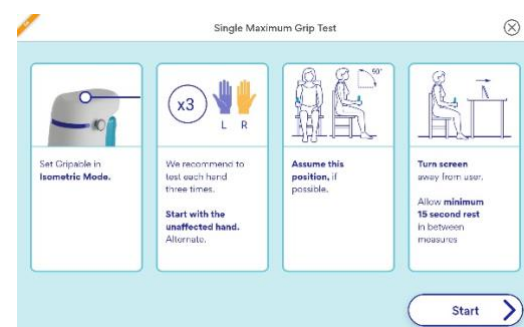 Single Maximum Grip Test
Set Gripable in
Isometric Mode.
x3
L R
We recommend to
test each hand
three times.
Start with the
unaffected hand.
Alternate.
90°
Assume this
position, if
possible.
Turn screen
away from user.
Allow minimum
15 second rest
in between
measures
Start